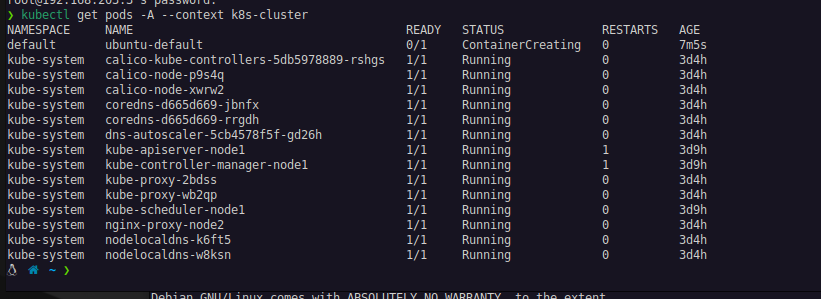 root@192.168.203.3's password:
❯ kubectl get pods -A --context k8s-cluster
NAMESPACE NAME READY STATUS RESTARTS AGE
default ubuntu-default 0/1 ContainerCreating 0 7m5s
kube-system calico-kube-controllers-5db5978889-rshgs 1/1 Running 0 3d4h
kube-system calico-node-p9s4q 1/1 Running 0 3d4h
kube-system calico-node-xwrw2 1/1 Running 0 3d4h
kube-system coredns-d665d669-jbnfx 1/1 Running 0 3d4h
kube-system coredns-d665d669-rrgdh 1/1 Running 0 3d4h
kube-system dns-autoscaler-5cb4578f5f-gd26h 1/1 Running 0 3d4h
kube-system kube-apiserver-node1 1/1 Running 1 3d9h
kube-system kube-controller-manager-node1 1/1 Running 1 3d9h
kube-system kube-proxy-2bdss 1/1 Running 0 3d4h
kube-system kube-proxy-wb2qp 1/1 Running 0 3d4h
kube-system kube-scheduler-node1 1/1 Running 0 3d9h
kube-system nginx-proxy-node2 1/1 Running 0 3d4h
kube-system nodelocaldns-k6ft5 1/1 Running 0 3d4h
kube-system nodelocaldns-w8ksn 1/1 Running 0 3d4h
~ ❯
Debian GNU/Linux comes with ABSOLUTELY NO WARRANTY, to the extent